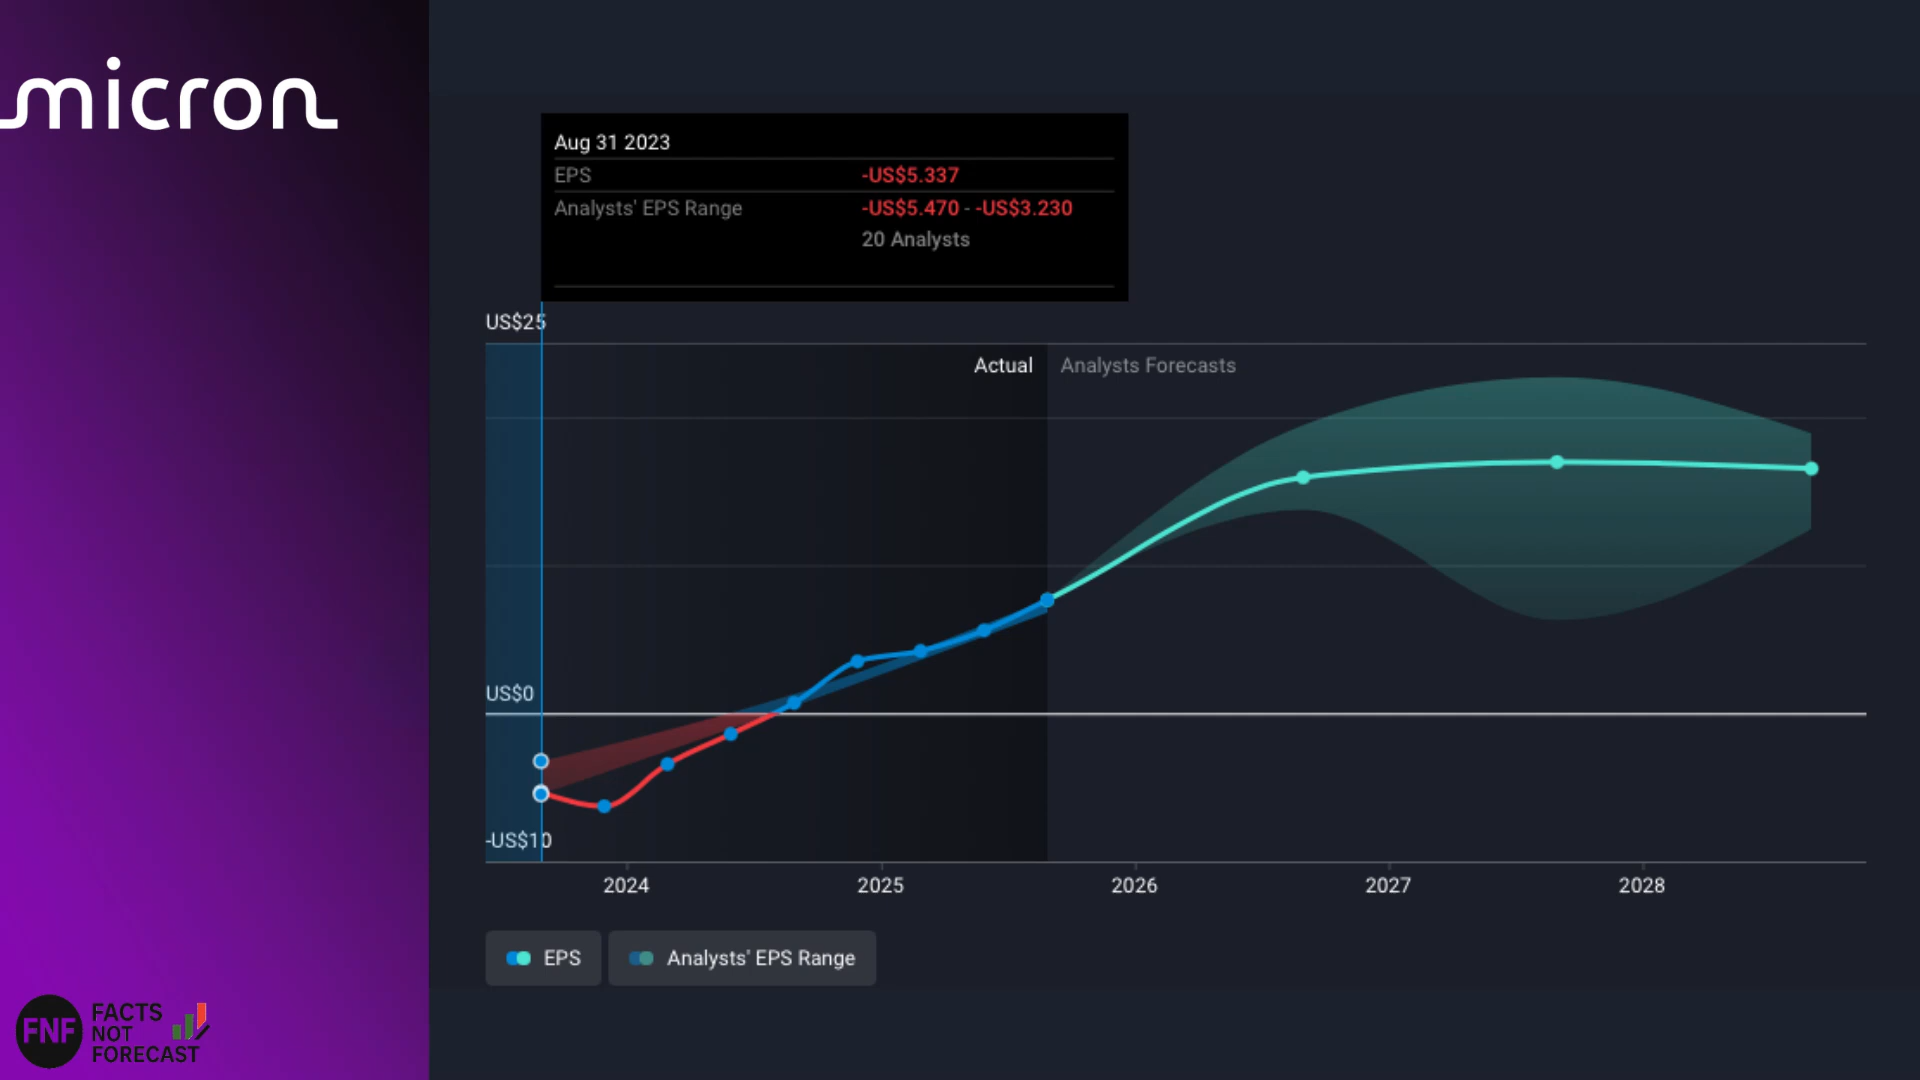 micron
Aug 31 2023
EPS -US$5.337
Analysts' EPS Range -US$5.470 - -US$3.230
20 Analysts
US$25
Actual Analysts Forecasts
US$0
-US$10
2024 2025 2026 2027 2028
EPS Analysts' EPS Range
FNF
FACTS
NOT
FORECAST